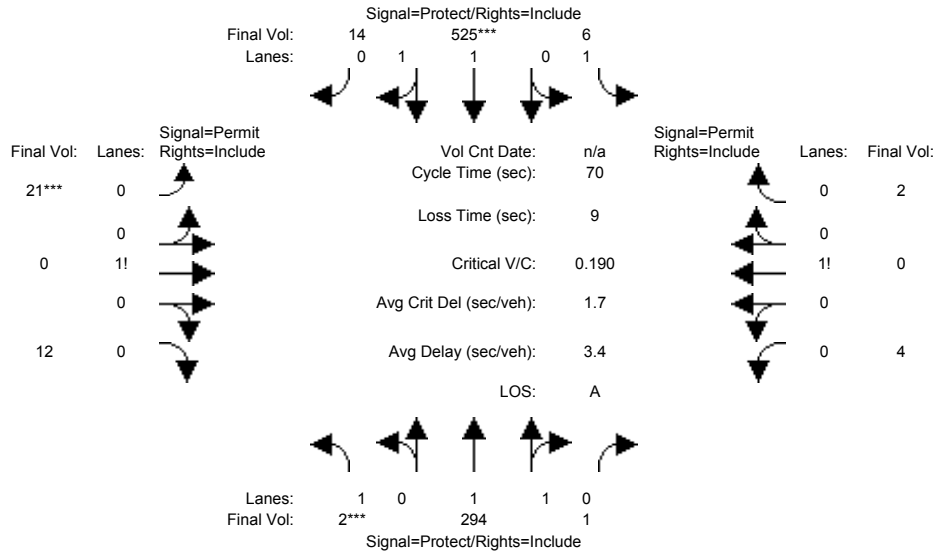 Signal=Protect/Rights=Include
Final Vol: 14 525*** 6
Lanes: 0 1 1 0 1
Signal=Permit
Final Vol: Lanes: Rights=Include
Vol Cnt Date: n/a
Signal=Permit
Rights=Include Lanes: Final Vol:
Cycle Time (sec): 70
21*** 0
0 2
Loss Time (sec): 9
0
0
0 1!
Critical V/C: 0.190
1! 0
0
Avg Crit Del (sec/veh): 1.7
0
12 0
Avg Delay (sec/veh): 3.4
0 4
LOS: A
Lanes: 1 0 1 1 0
Final Vol: 2*** 294 1
Signal=Protect/Rights=Include